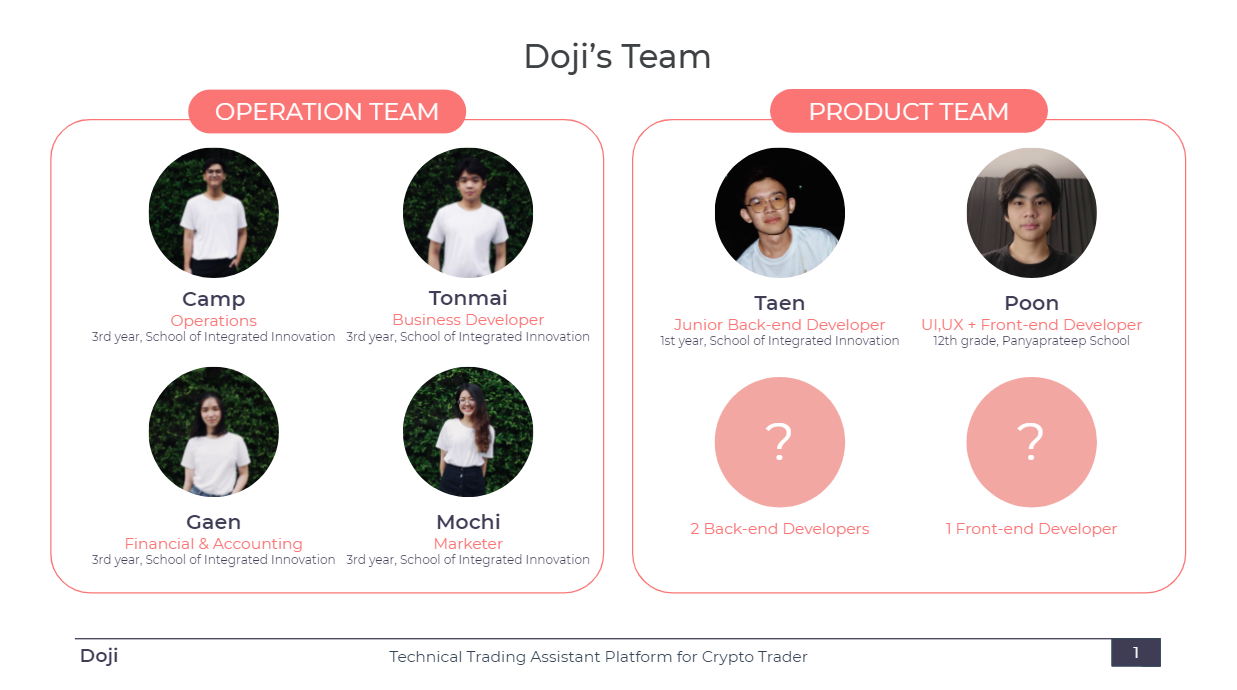 Doji’s Team
OPERATION TEAM
Camp
Operations
3rd year, School of Integrated Innovation
Tonmai
Business Developer
3rd year, School of Integrated Innovation
Gaen
Financial & Accounting
3rd year, School of Integrated Innovation
Mochi
Marketer
3rd year, School of Integrated Innovation
PRODUCT TEAM
Taen
Junior Back-end Developer
1st year, School of Integrated Innovation
Poon
UI,UX + Front-end Developer
12th grade, Panyaprateep School
?
2 Back-end Developers
?
1 Front-end Developer
Doji
Technical Trading Assistant Platform for Crypto Trader
1